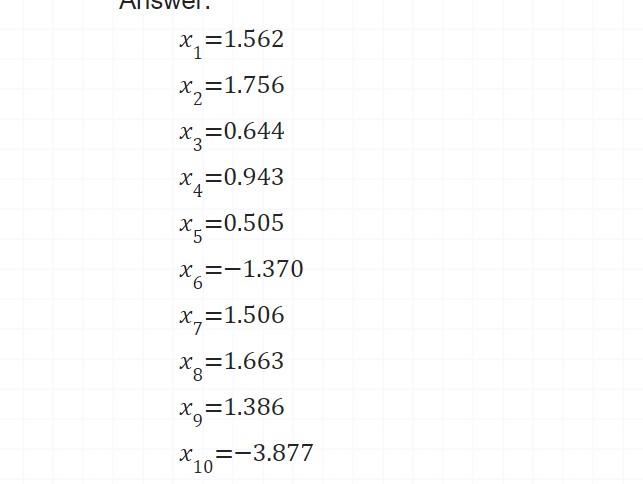 Answer:
x₁=1.562
x₂=1.756
x₃=0.644
x₄=0.943
x₅=0.505
x₆=−1.370
x₇=1.506
x₈=1.663
x₉=1.386
x₁₀=−3.877